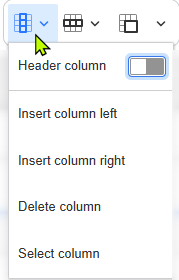 Header column
Insert column left
Insert column right
Delete column
Select column